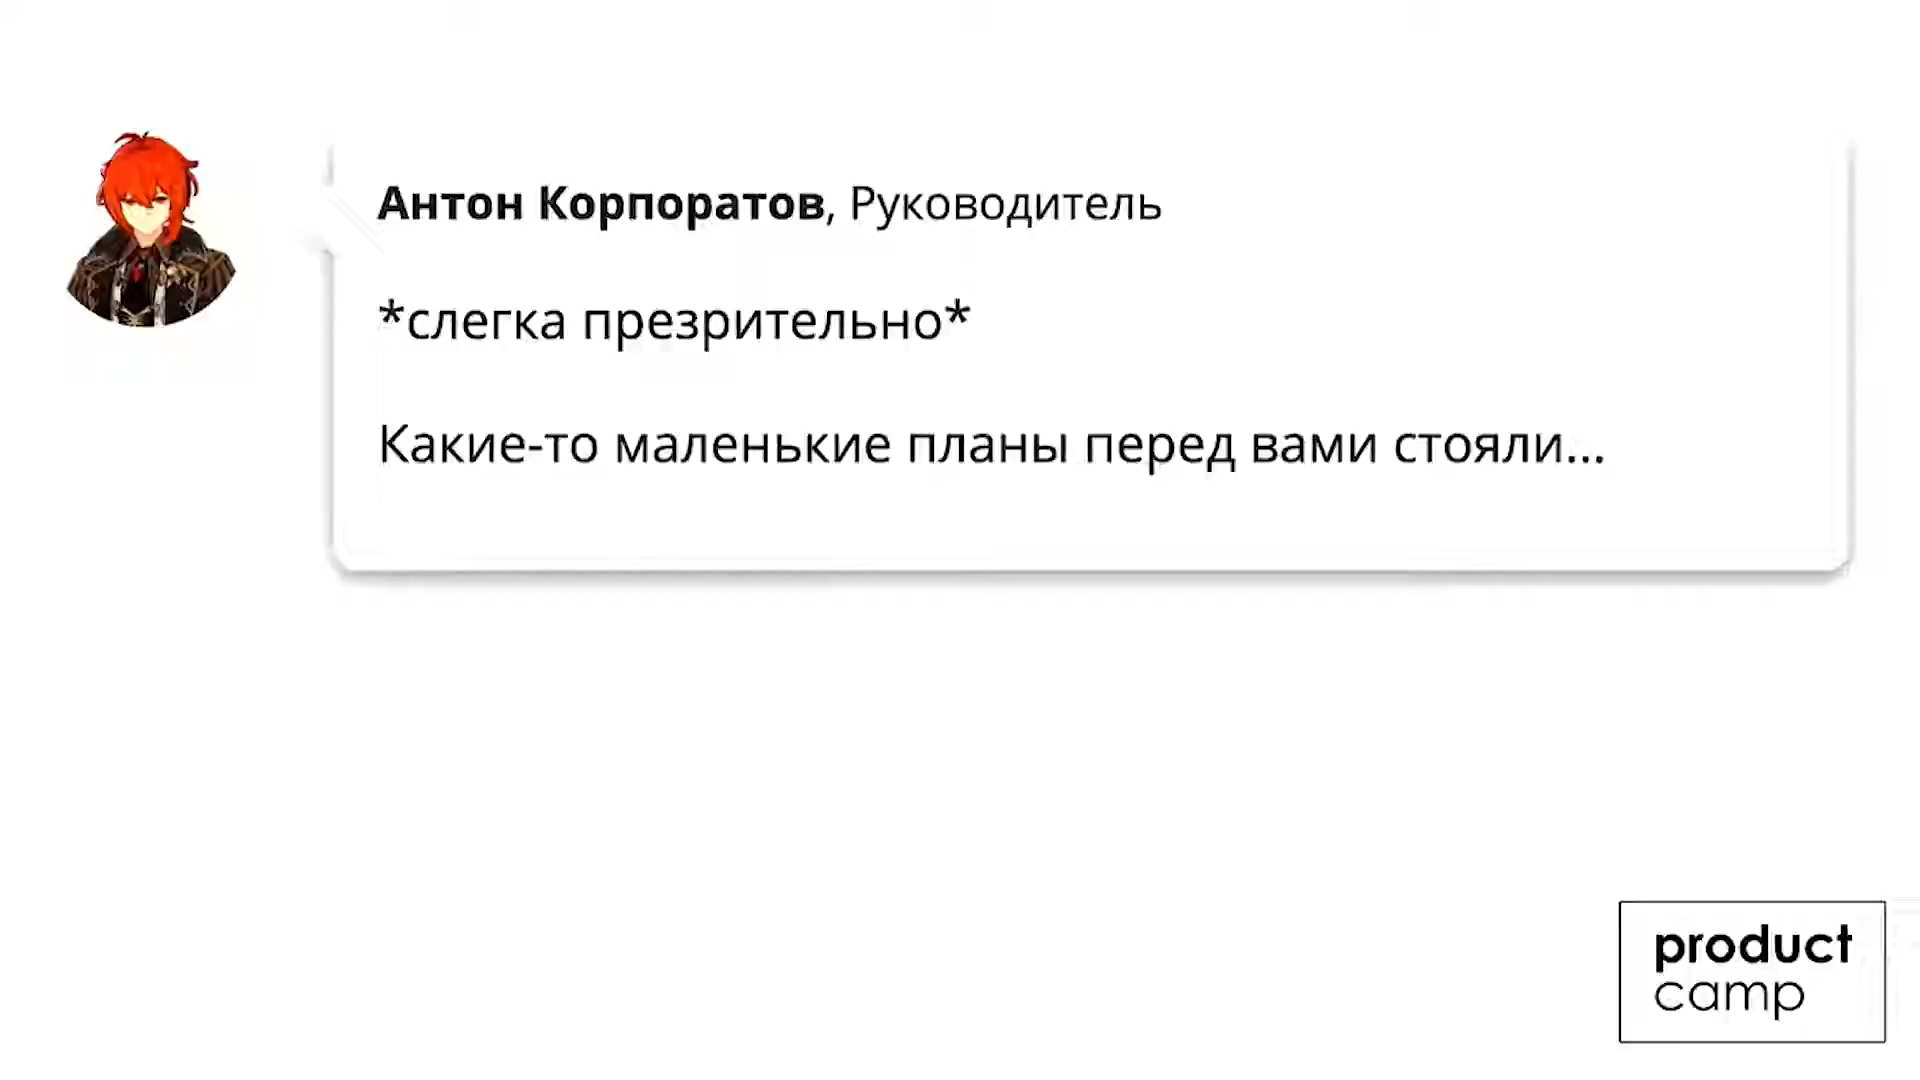 Антон Корпоратов, Руководитель
*слегка презрительно*
Какие-то маленькие планы перед вами стояли...
product
camp